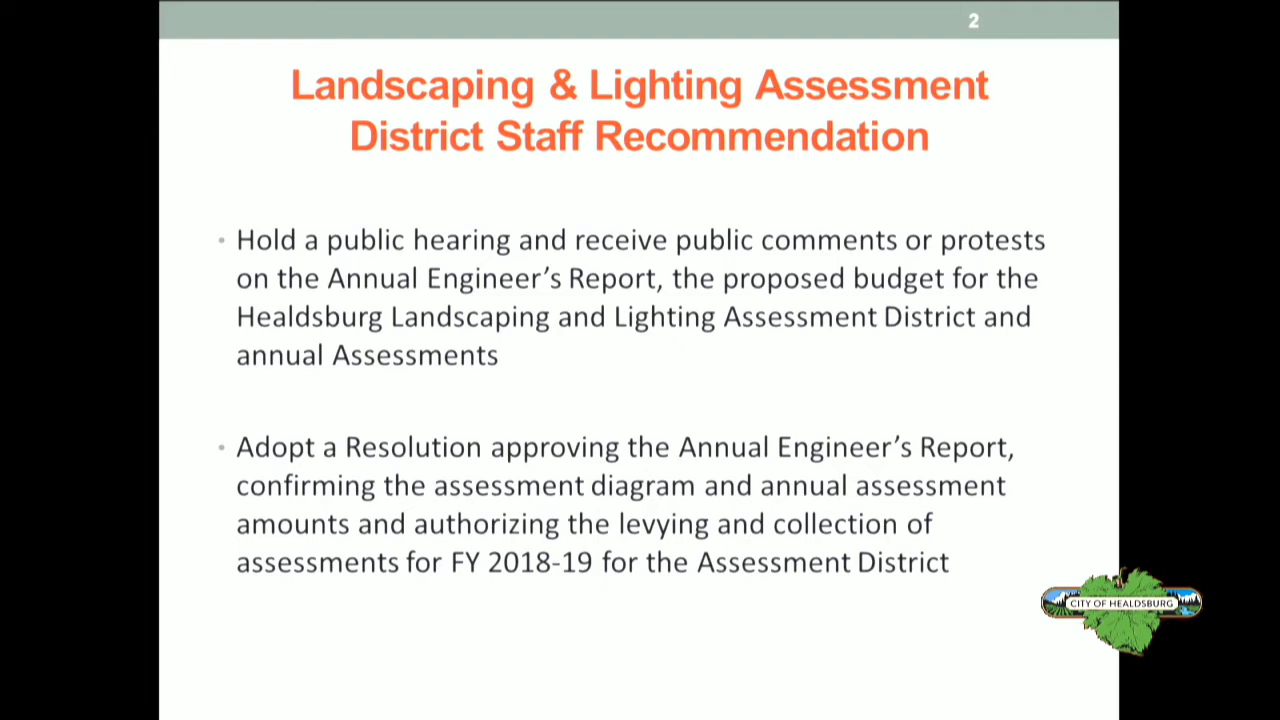 2
Landscaping & Lighting Assessment
District Staff Recommendation
• Hold a public hearing and receive public comments or protests
on the Annual Engineer’s Report, the proposed budget for the
Healdsburg Landscaping and Lighting Assessment District and
annual Assessments
• Adopt a Resolution approving the Annual Engineer’s Report,
confirming the assessment diagram and annual assessment
amounts and authorizing the levying and collection of
assessments for FY 2018-19 for the Assessment District
CITY OF HEALDSBURG